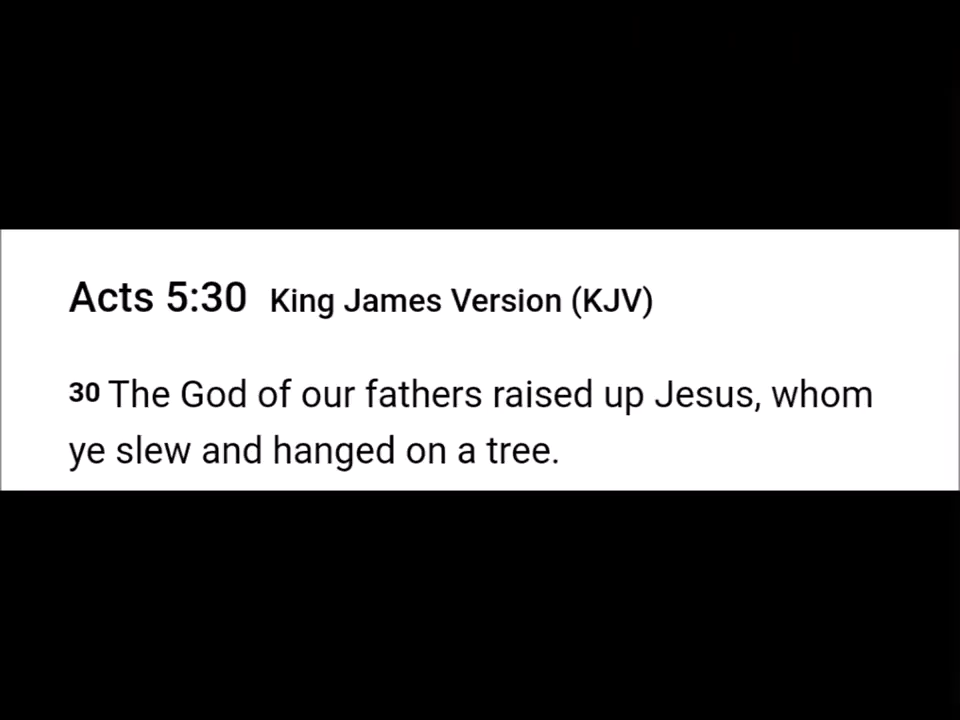 Acts 5:30 King James Version (KJV)
30 The God of our fathers raised up Jesus, whom
ye slew and hanged on a tree.